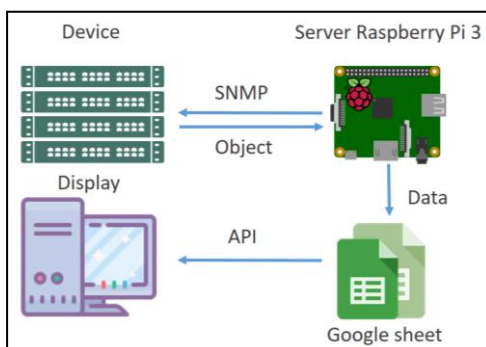 Device
Server Raspberry Pi 3
SNMP
Object
Display
Data
API
Google sheet